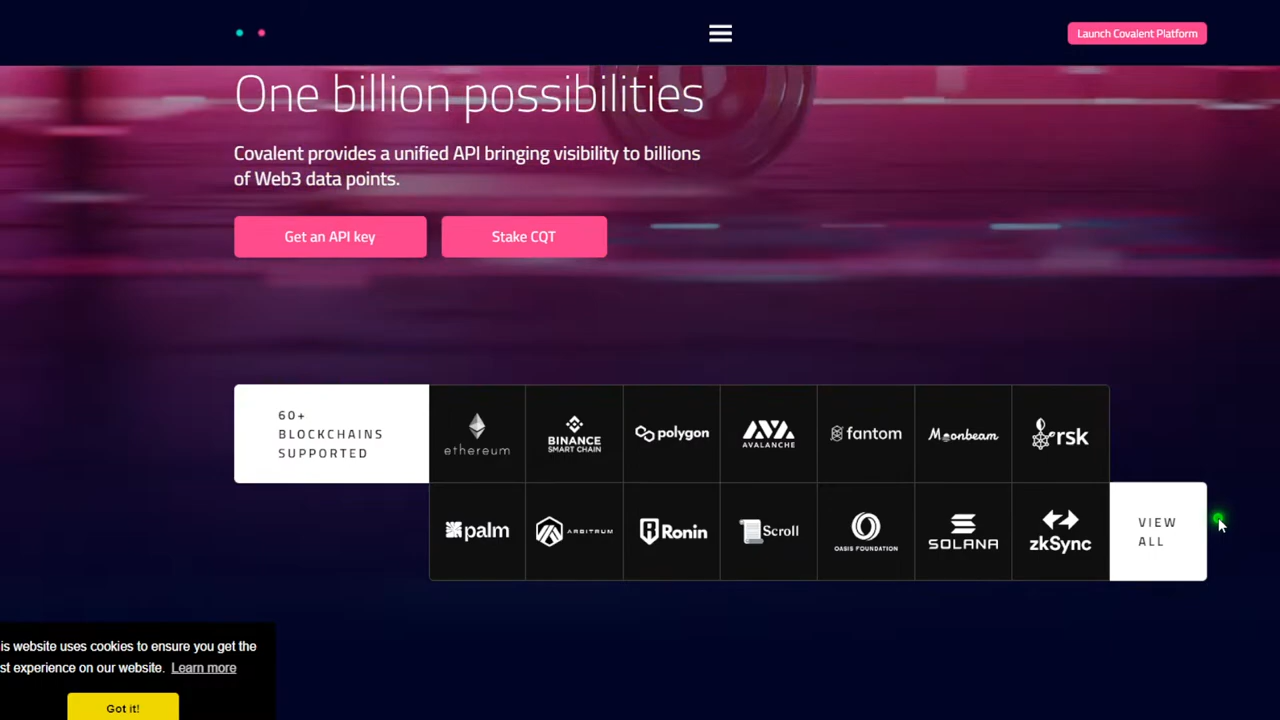 Launch Covalent Platform
One billion possibilities
Covalent provides a unified API bringing visibility to billions
of Web3 data points.
Get an API key
Stake CQT
60+
BLOCKCHAINS
SUPPORTED
ethereum
BINANCE
SMART CHAIN
polygon
AVALANCHE
fantom
Moonbeam
rsk
palm
ARBITRUM
Ronin
Scroll
OASIS FOUNDATION
SOLANA
zkSync
VIEW
ALL
is website uses cookies to ensure you get the
st experience on our website. Learn more
Got it!